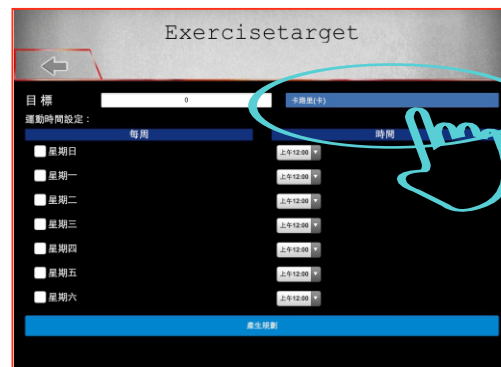 Exercisetarget
目標 0 卡路里(卡)
運動時間設定：
每周 時間
星期日 上午12:00
星期一 上午12:00
星期二 上午12:00
星期三 上午12:00
星期四 上午12:00
星期五 上午12:00
星期六 上午12:00
產生規劃